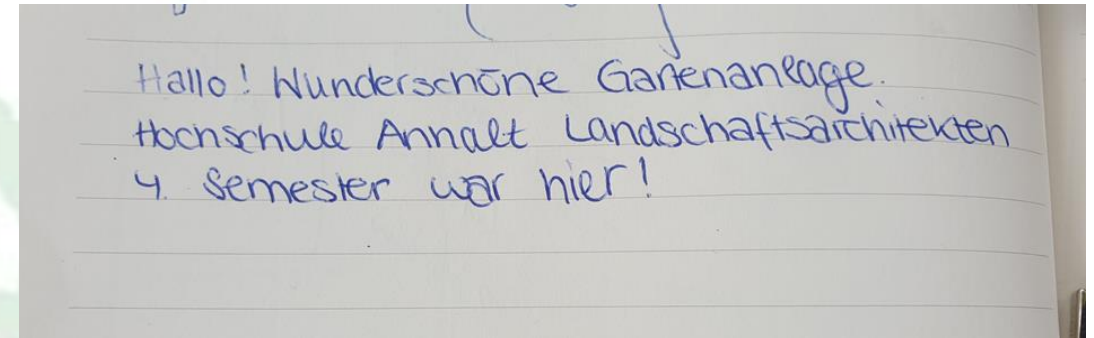 Hallo! Wunderschöne Gartenanlage.
Hochschule Anhalt Landschaftsarchitekten
4. Semester war hier!